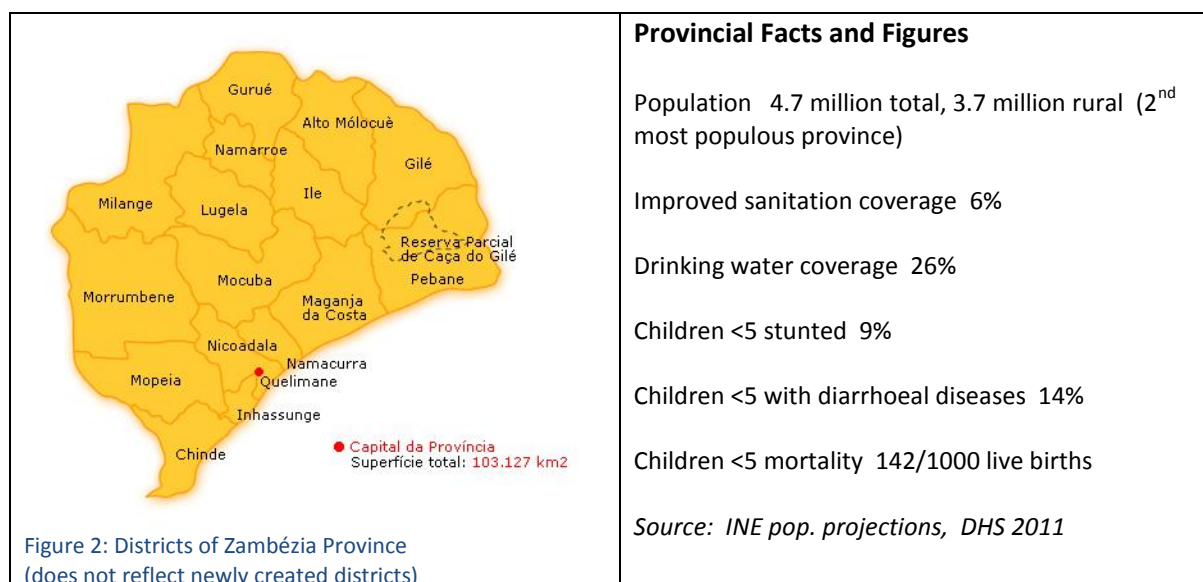 Gurué
Alto Mólocuè
Namarroe
Gilé
Ile
Milange
Lugela
Reserva Parcial
de Caça do Gilé
Mocuba
Pebane
Morrumbene
Maganja
da Costa
Nicoadala
Namacurra
Mopeia
Quelimane
Inhassunge
Chinde
Capital da Província
Superfície total: 103.127 km2
Figure 2: Districts of Zambézia Province
(does not reflect newly created districts)
Provincial Facts and Figures
Population 4.7 million total, 3.7 million rural (2nd
most populous province)
Improved sanitation coverage 6%
Drinking water coverage 26%
Children <5 stunted 9%
Children <5 with diarrhoeal diseases 14%
Children <5 mortality 142/1000 live births
Source: INE pop. projections, DHS 2011